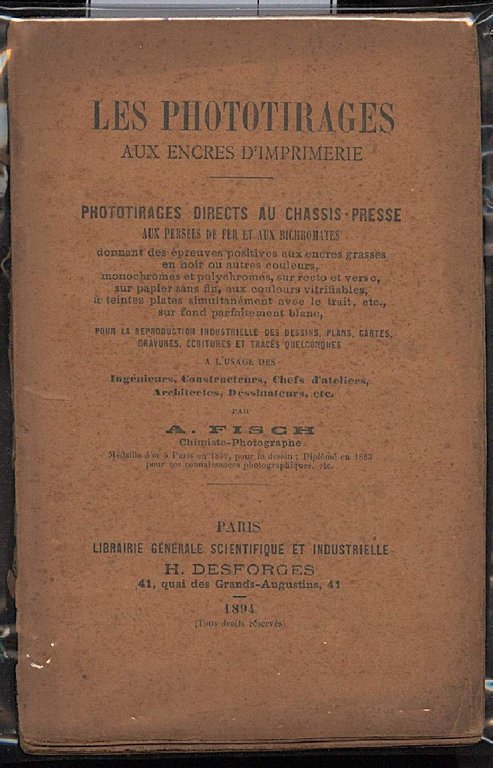 LES PHOTOTIRAGES
AUX ENCRES D'IMPRIMERIE
PHOTOTIRAGES DIRECTS AU CHASSIS-PRESSE
AUX PERSELS DE FER ET AUX BICHROMATES
donnant des épreuves positives aux encres grasses
en noir ou autres couleurs,
monochromes et polychromes, sur recto et verso,
sur papier sans fin, aux couleurs vitrifiables,
à teintes plates simultanément avec le trait, etc.,
sur fond parfaitement blanc,
POUR LA REPRODUCTION INDUSTRIELLE DES DESSINS, PLANS, CARTES,
GRAVURES, ÉCRITURES ET TRACÉS QUELCONQUES
A L'USAGE DES
Ingénieurs, Constructeurs, Chefs d'ateliers,
Architectes, Dessinateurs, etc.
PAR
A. FISCH
Chimiste-Photographe
Médaille d'or à Paris en pour le dessin ; Diplômé en 1883
pour ses connaissances photographiques, etc.
PARIS
LIBRAIRIE GÉNÉRALE SCIENTIFIQUE ET INDUSTRIELLE
H. DESFORGES
41, quai des Grands-Augustins, 41
1894
(Tous droits réservés)